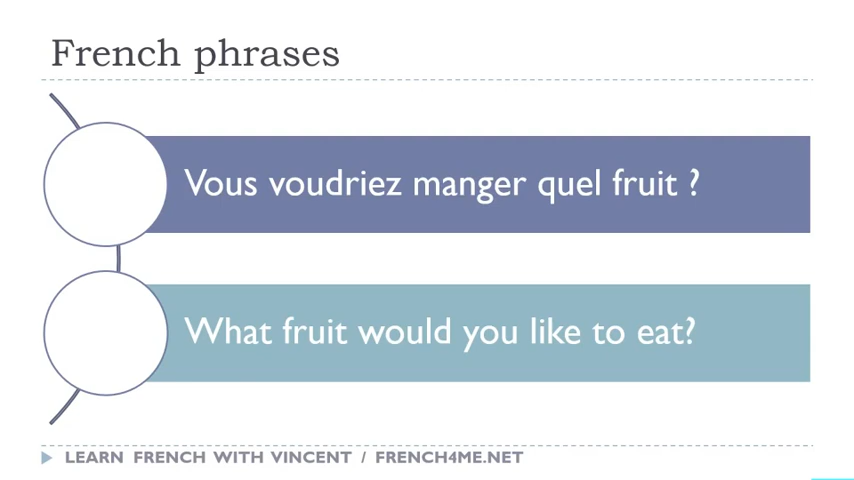 French phrases
Vous voudriez manger quel fruit ?
What fruit would you like to eat?
LEARN FRENCH WITH VINCENT / FRENCH4ME.NET